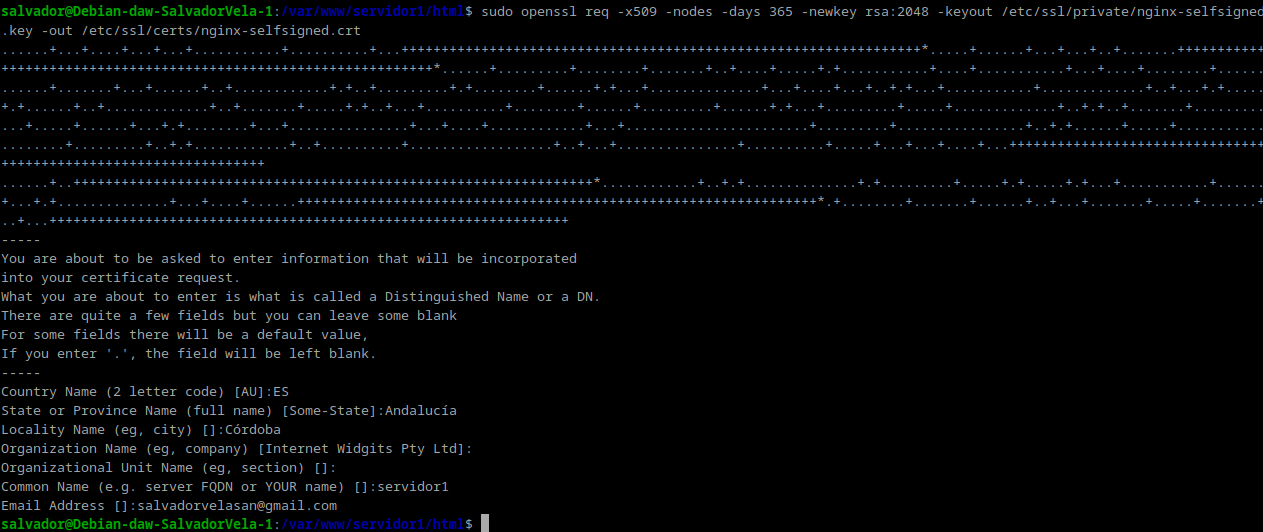 salvador@Debian-daw-SalvadorVela-1:/var/www/servidor1/html$ sudo openssl req -x509 -nodes -days 365 -newkey rsa:2048 -keyout /etc/ssl/private/nginx-selfsigned
.key -out /etc/ssl/certs/nginx-selfsigned.crt
-----
You are about to be asked to enter information that will be incorporated
into your certificate request.
What you are about to enter is what is called a Distinguished Name or a DN.
There are quite a few fields but you can leave some blank
For some fields there will be a default value,
If you enter '.', the field will be left blank.
-----
Country Name (2 letter code) [AU]:ES
State or Province Name (full name) [Some-State]:Andalucía
Locality Name (eg, city) []:Córdoba
Organization Name (eg, company) [Internet Widgits Pty Ltd]:
Organizational Unit Name (eg, section) []:
Common Name (e.g. server FQDN or YOUR name) []:servidor1
Email Address []:salvadorvelasan@gmail.com
salvador@Debian-daw-SalvadorVela-1:/var/www/servidor1/html$